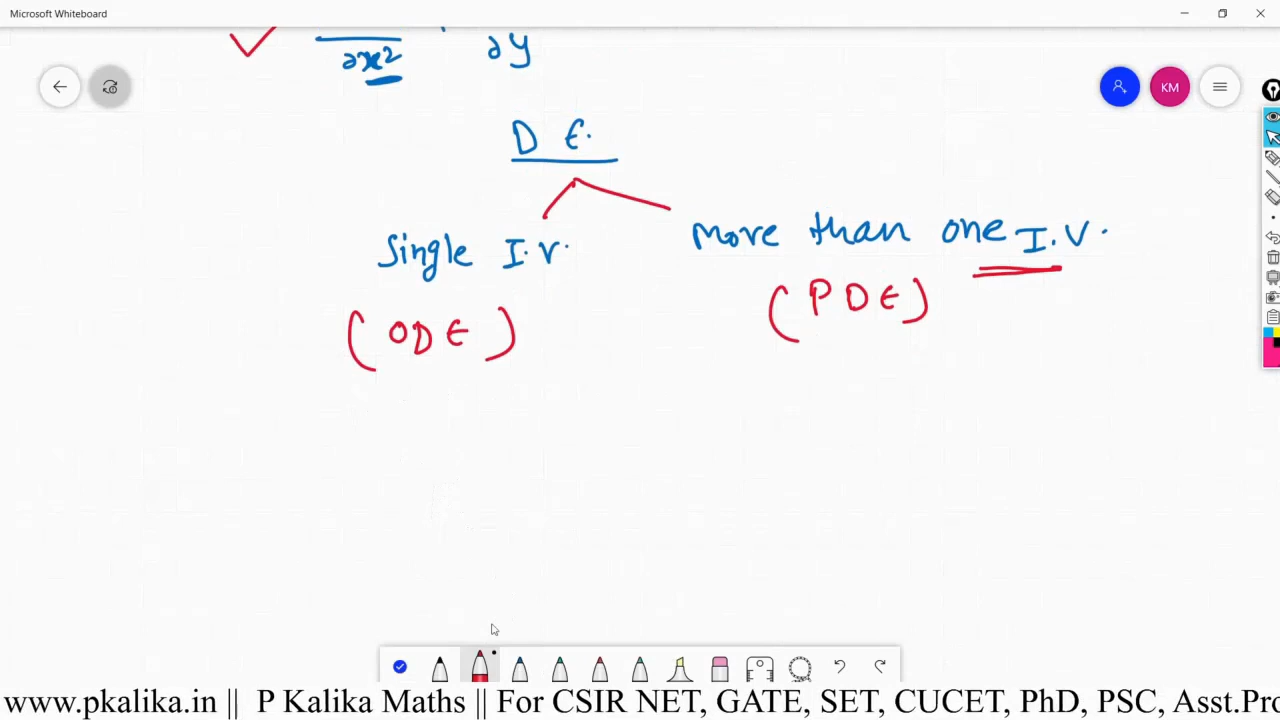 Microsoft Whiteboard
∂x² ∂y
KM
D E.
Single I.V. More than one I.V.
(ODE) (PDE)
www.pkalika.in || P Kalika Maths || For CSIR NET, GATE, SET, CUCET, PhD, PSC, Asst.Pro